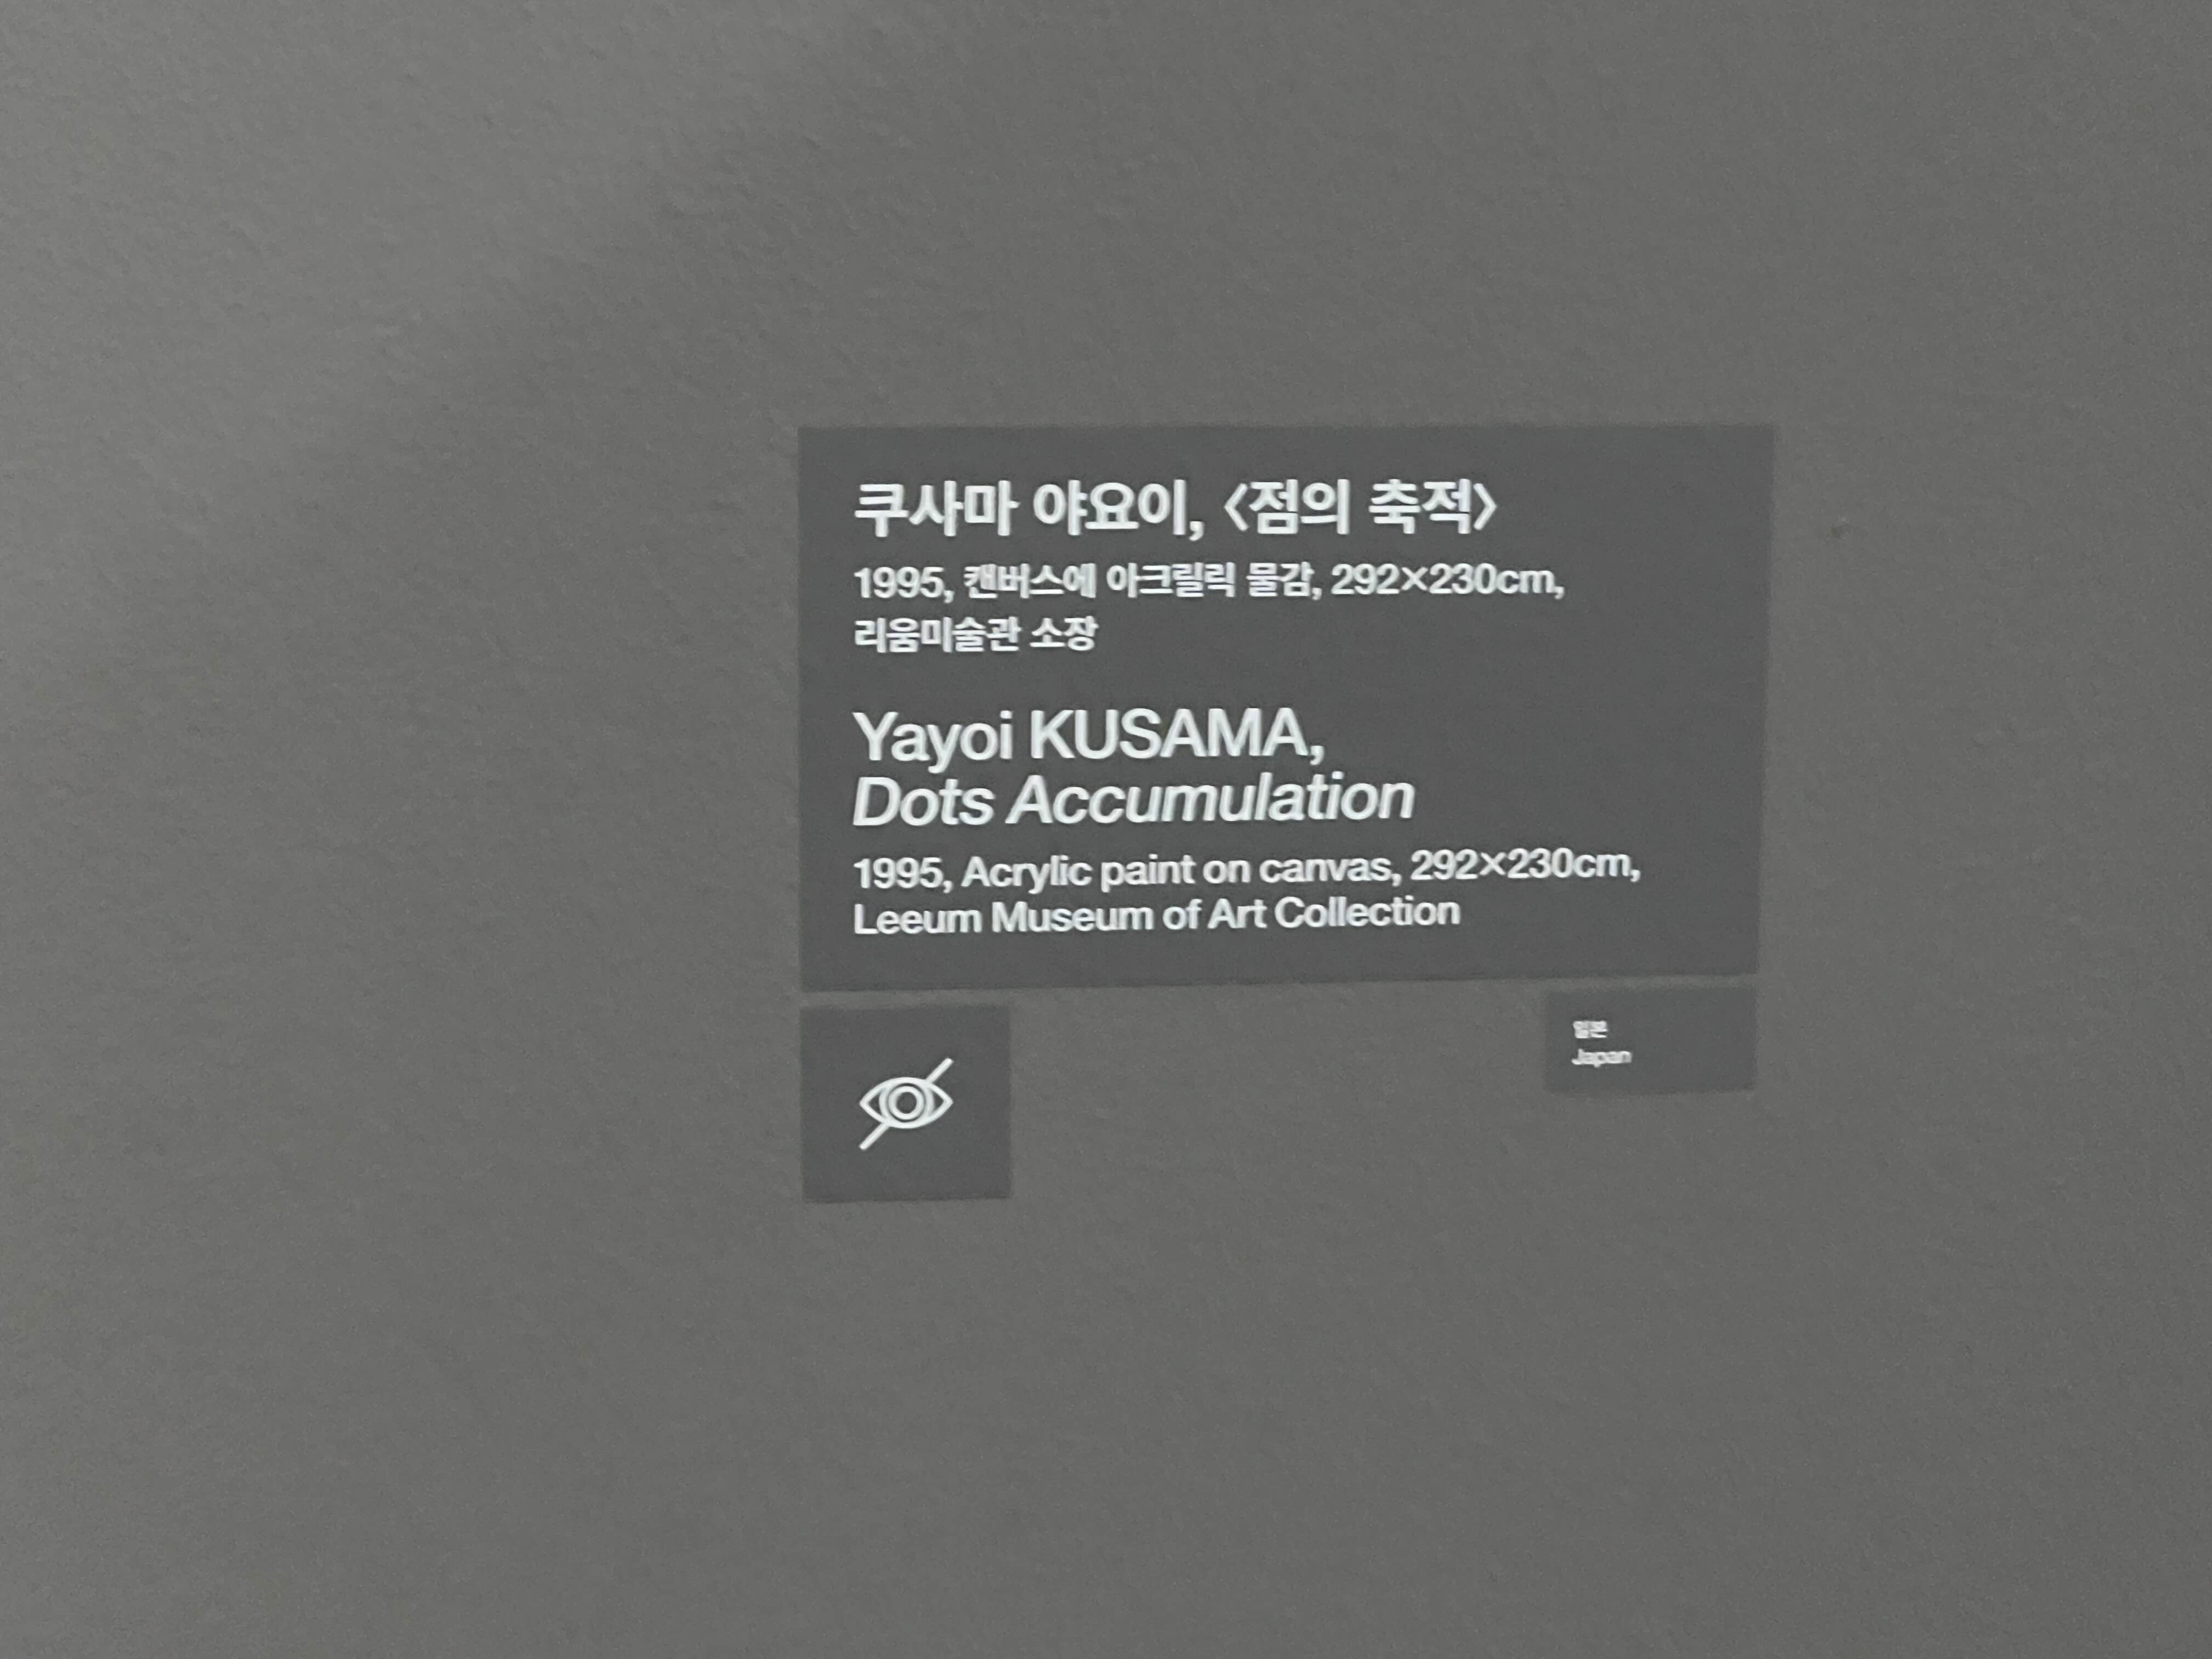 쿠사마 야요이, 〈점의 축적〉
1995, 캔버스에 아크릴릭 물감, 292×230cm,
리움미술관 소장
Yayoi KUSAMA,
Dots Accumulation
1995, Acrylic paint on canvas, 292×230cm,
Leeum Museum of Art Collection
일본
Japan